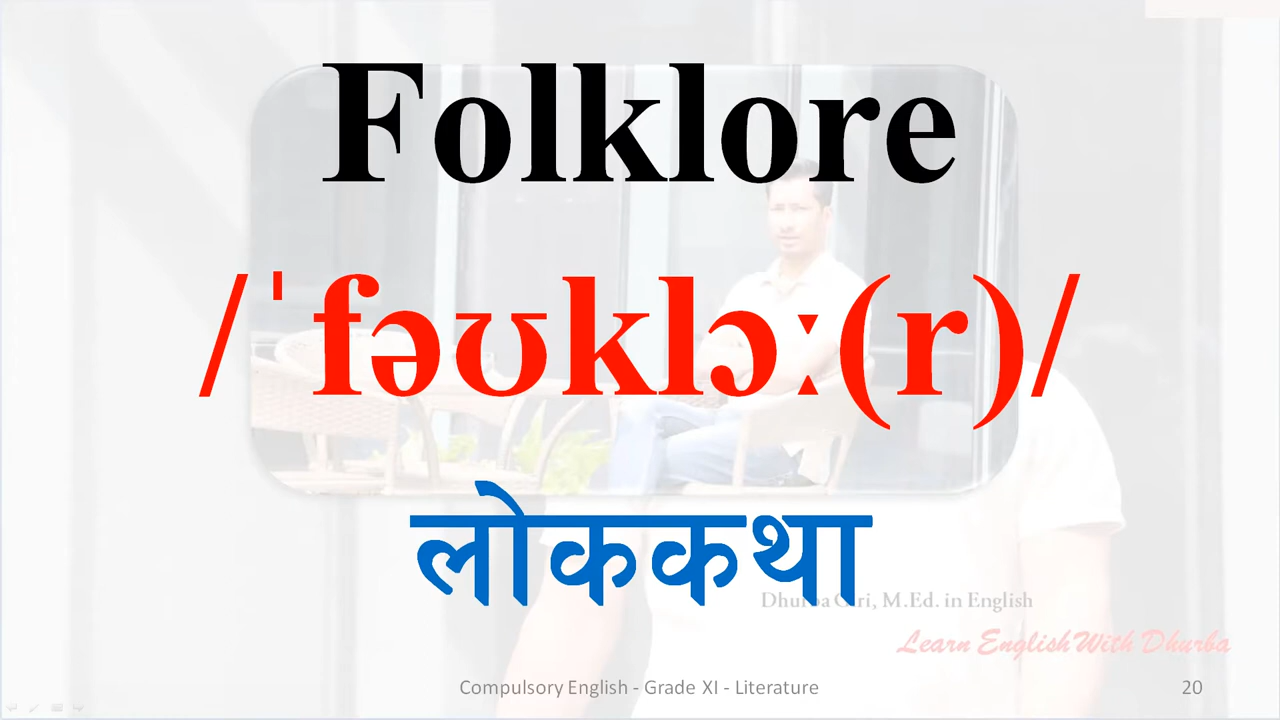 Folklore
/ˈfəʊklɔː(r)/
लोककथा
Dhurba Giri, M.Ed. in English
Learn English With Dhurba
Compulsory English - Grade XI - Literature 20